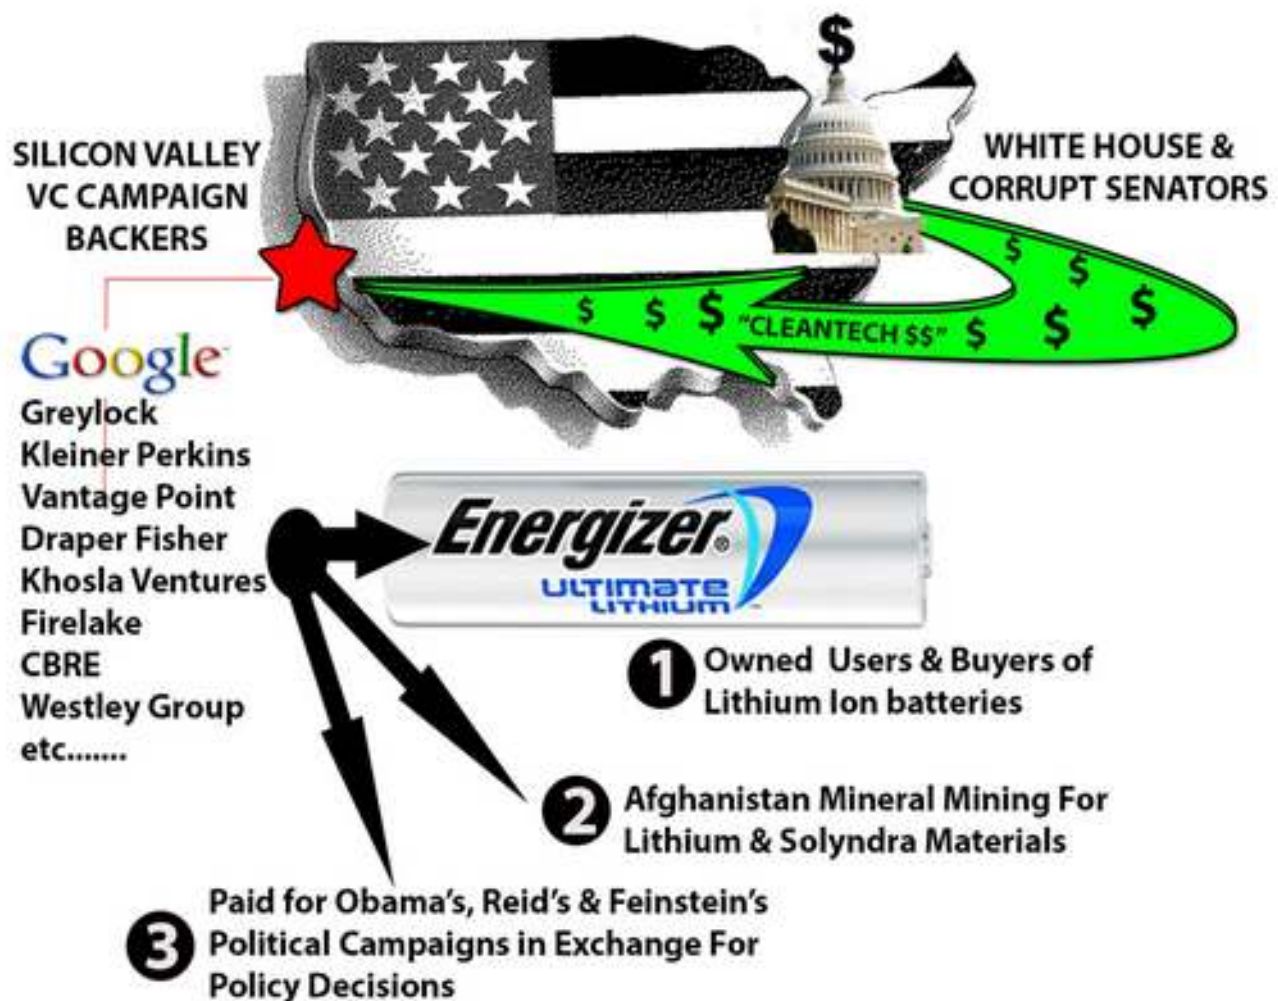 $
SILICON VALLEY
VC CAMPAIGN
BACKERS
WHITE HOUSE &
CORRUPT SENATORS
$ $ $ "CLEANTECH $$" $ $ $ $ $
Google
Greylock
Kleiner Perkins
Vantage Point
Draper Fisher
Khosla Ventures
Firelake
CBRE
Westley Group
etc.......
Energizer®
ULTIMATE
LITHIUM™
1 Owned Users & Buyers of
Lithium Ion batteries
2 Afghanistan Mineral Mining For
Lithium & Solyndra Materials
3 Paid for Obama's, Reid's & Feinstein's
Political Campaigns in Exchange For
Policy Decisions